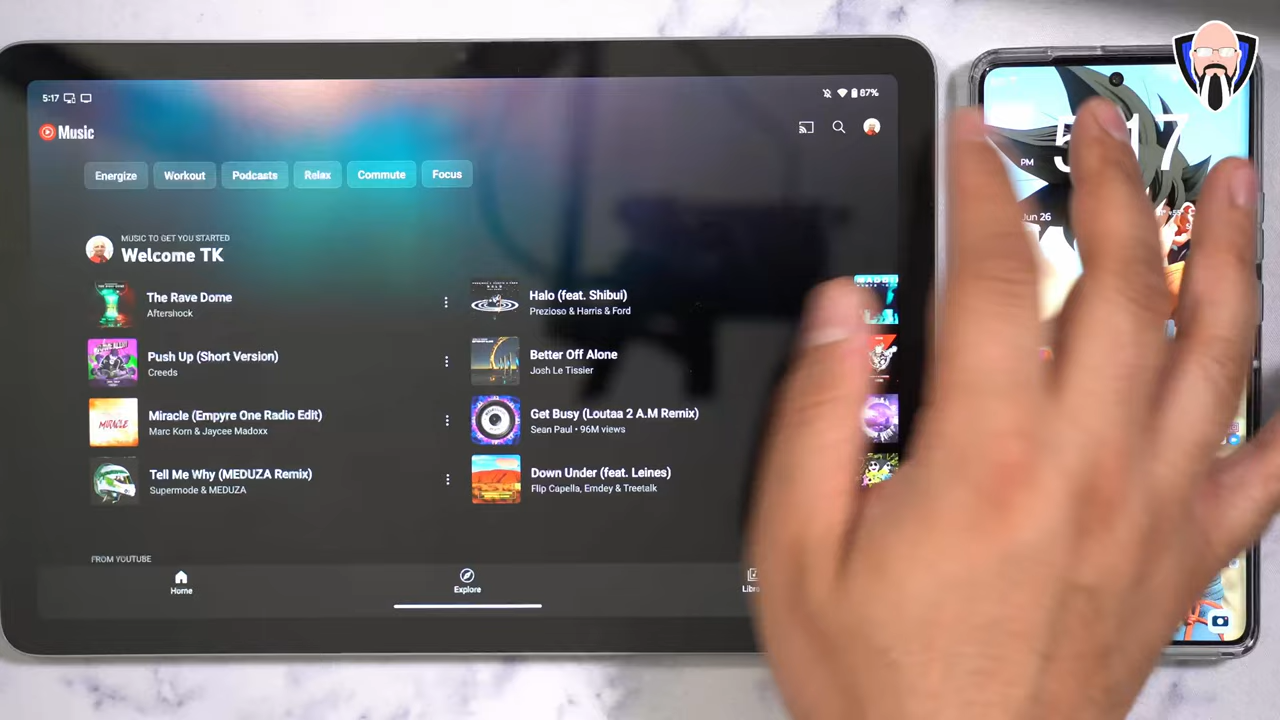 5:17
87%
Music
Energize
Workout
Podcasts
Relax
Commute
Focus
MUSIC TO GET YOU STARTED
Welcome TK
The Rave Dome
Aftershock
Halo (feat. Shibui)
Prezioso & Harris & Ford
Push Up (Short Version)
Creeds
Better Off Alone
Josh Le Tissier
Miracle (Empyre One Radio Edit)
Marc Korn & Jaycee Madoxx
Get Busy (Loutaa 2 A.M Remix)
Sean Paul • 96M views
Tell Me Why (MEDUZA Remix)
Supermode & MEDUZA
Down Under (feat. Leines)
Flip Capella, Emdey & Treetalk
FROM YOUTUBE
Home
Explore
PM
17
Jun 26